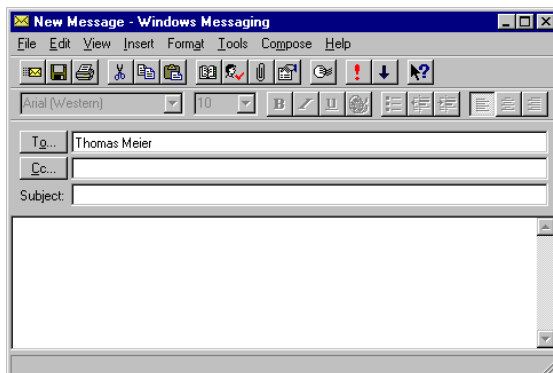 New Message - Windows Messaging
File Edit View Insert Format Tools Compose Help
Arial (Western) 10 B I U
To... Thomas Meier
Cc...
Subject: